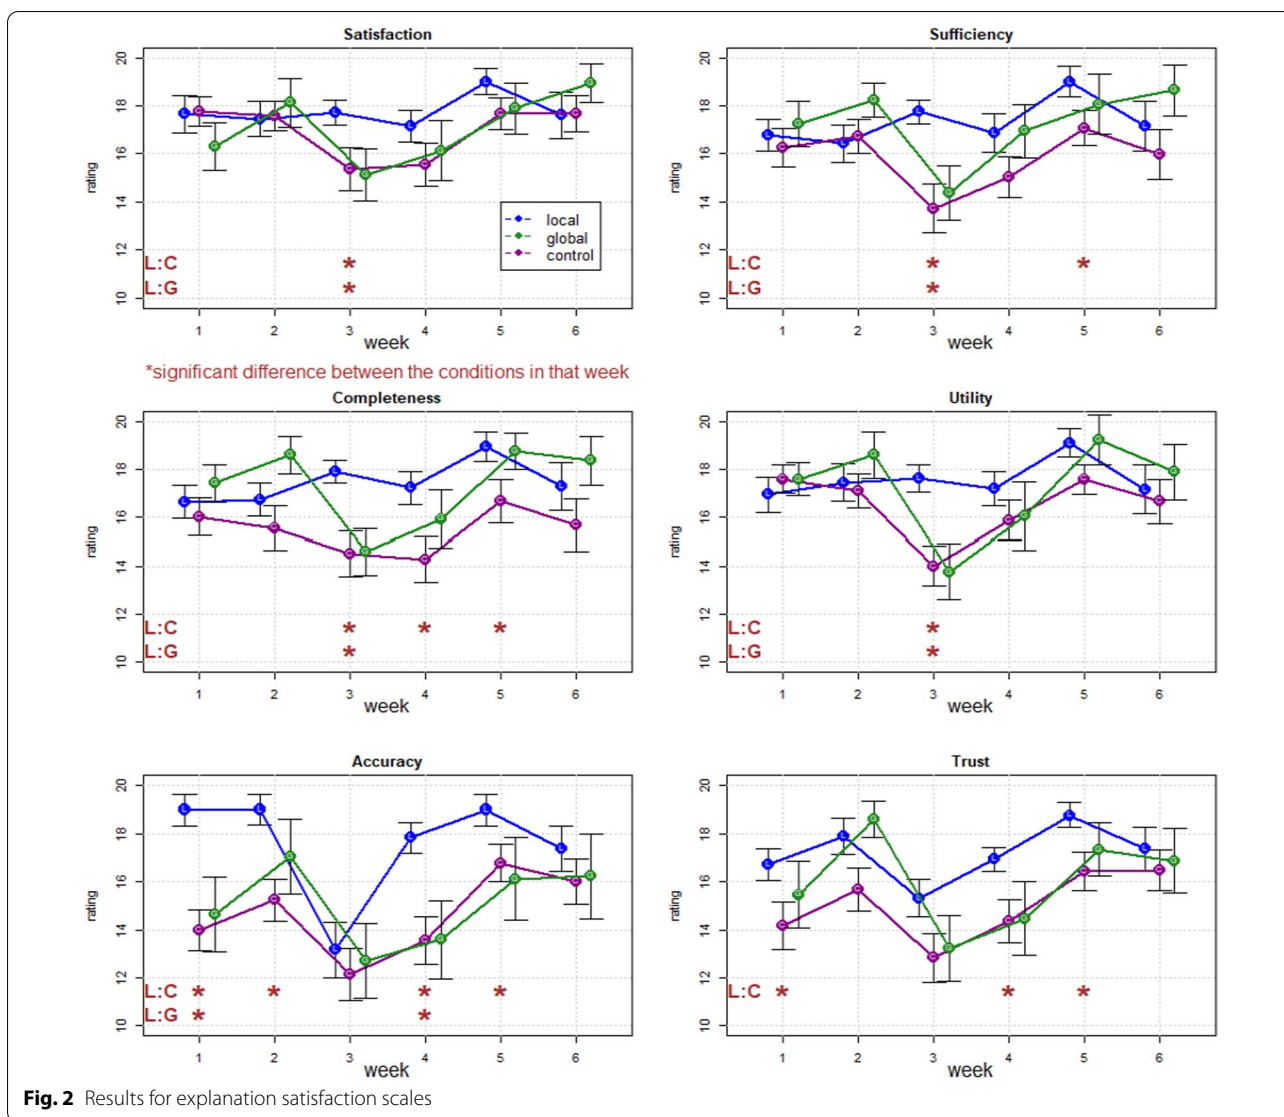 Satisfaction
20
18
16
14
12
10
rating
local
global
control
L:C * 
L:G *
1 2 3 4 5 6
week
Sufficiency
20
18
16
14
12
10
rating
L:C * *
L:G *
1 2 3 4 5 6
week
*significant difference between the conditions in that week
Completeness
20
18
16
14
12
10
rating
L:C * * *
L:G *
1 2 3 4 5 6
week
Utility
20
18
16
14
12
10
rating
L:C *
L:G *
1 2 3 4 5 6
week
Accuracy
20
18
16
14
12
10
rating
L:C * * * *
L:G * *
1 2 3 4 5 6
week
Trust
20
18
16
14
12
10
rating
L:C * * *
1 2 3 4 5 6
week
Fig. 2 Results for explanation satisfaction scales